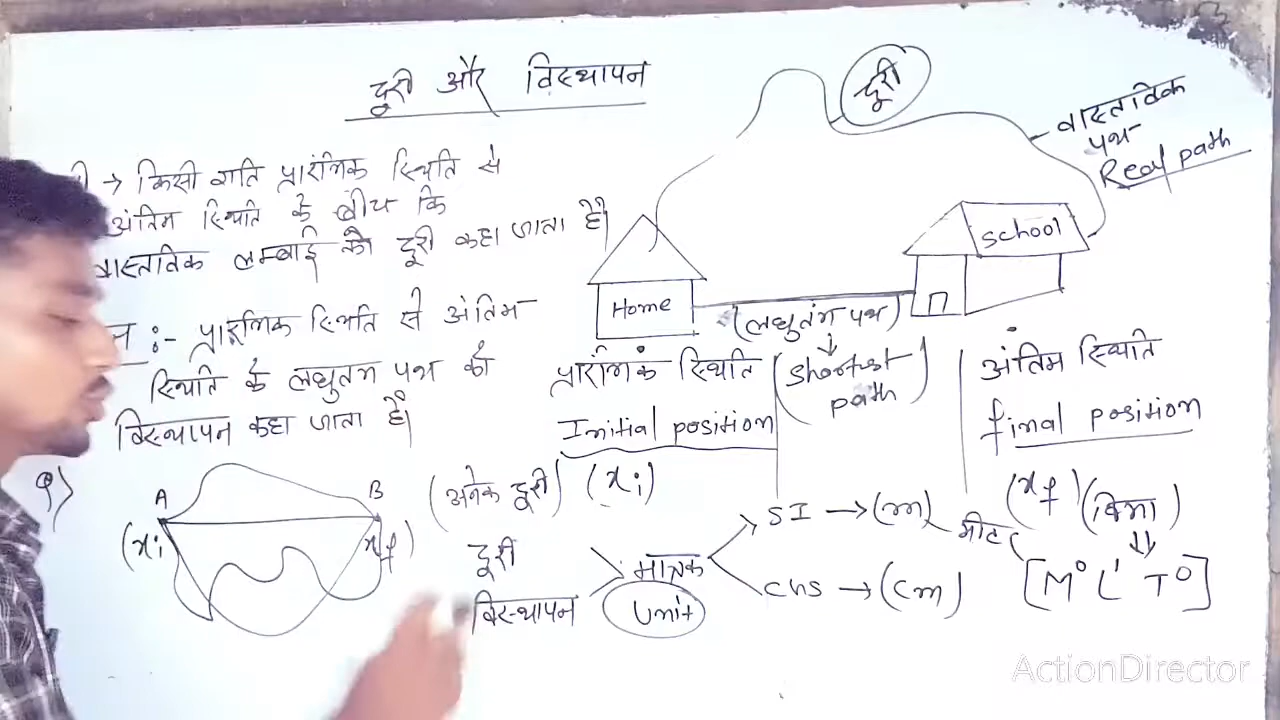 दूरी और विस्थापन
दूरी
वास्तविक
पथ
Real path
→ किसी गति प्रारंभिक स्थिति से
अंतिम स्थिति के बीच कि
वास्तविक लम्बाई को दूरी कहा जाता है।
:- प्रारंभिक स्थिति से अंतिम
स्थिति के लघुतम पथ को
विस्थापन कहा जाता है।
Home
School
(लघुतम पथ)
↓
(Shortest path)
प्रारंभिक स्थिति
Initial position
(xi)
अंतिम स्थिति
final position
(xf)
(विमा)
[M⁰ L¹ T⁰]
Q)
A
B
(xi
xf)
(अनेक दूरी)
दूरी
विस्थापन
मात्रक
Unit
SI → (m)
मीटर
CGS → (cm)
ActionDirector